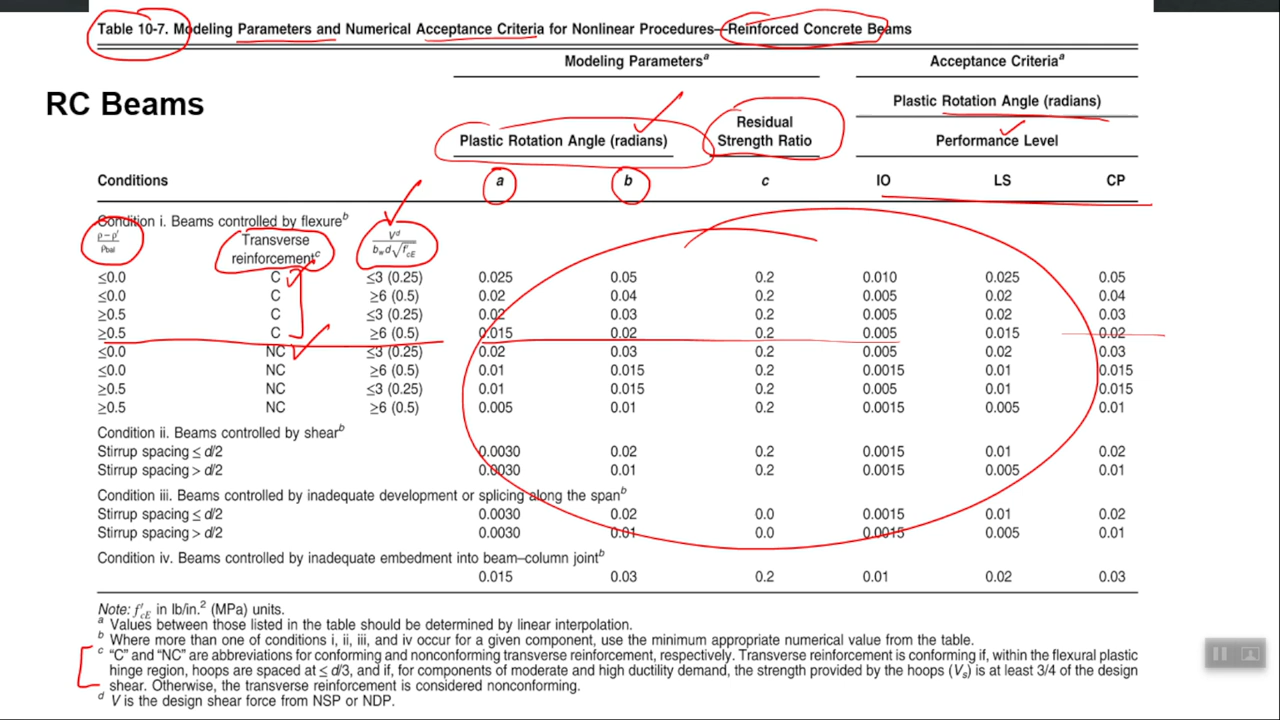 Table 10-7. Modeling Parameters and Numerical Acceptance Criteria for Nonlinear Procedures—Reinforced Concrete Beams
RC Beams
Modeling Parametersᵃ Acceptance Criteriaᵃ
Plastic Rotation Angle (radians)
Plastic Rotation Angle (radians) Residual Strength Ratio Performance Level
Conditions a b c IO LS CP
Condition i. Beams controlled by flexureᵇ
ρ − ρ′ / ρbal Transverse reinforcementᶜ Vᵈ / b_w d√f′cE
≤0.0 C ≤3 (0.25) 0.025 0.05 0.2 0.010 0.025 0.05
≤0.0 C ≥6 (0.5) 0.02 0.04 0.2 0.005 0.02 0.04
≥0.5 C ≤3 (0.25) 0.02 0.03 0.2 0.005 0.02 0.03
≥0.5 C ≥6 (0.5) 0.015 0.02 0.2 0.005 0.015 0.02
≤0.0 NC ≤3 (0.25) 0.02 0.03 0.2 0.005 0.02 0.03
≤0.0 NC ≥6 (0.5) 0.01 0.015 0.2 0.0015 0.01 0.015
≥0.5 NC ≤3 (0.25) 0.01 0.015 0.2 0.005 0.01 0.015
≥0.5 NC ≥6 (0.5) 0.005 0.01 0.2 0.0015 0.005 0.01
Condition ii. Beams controlled by shearᵇ
Stirrup spacing ≤ d/2 0.0030 0.02 0.2 0.0015 0.01 0.02
Stirrup spacing > d/2 0.0030 0.01 0.2 0.0015 0.005 0.01
Condition iii. Beams controlled by inadequate development or splicing along the spanᵇ
Stirrup spacing ≤ d/2 0.0030 0.02 0.0 0.0015 0.01 0.02
Stirrup spacing > d/2 0.0030 0.01 0.0 0.0015 0.005 0.01
Condition iv. Beams controlled by inadequate embedment into beam–column jointᵇ
0.015 0.03 0.2 0.01 0.02 0.03
Note: f′cE in lb/in.² (MPa) units.
ᵃ Values between those listed in the table should be determined by linear interpolation.
ᵇ Where more than one of conditions i, ii, iii, and iv occur for a given component, use the minimum appropriate numerical value from the table.
ᶜ “C” and “NC” are abbreviations for conforming and nonconforming transverse reinforcement, respectively. Transverse reinforcement is conforming if, within the flexural plastic
hinge region, hoops are spaced at ≤ d/3, and if, for components of moderate and high ductility demand, the strength provided by the hoops (Vs) is at least 3/4 of the design
shear. Otherwise, the transverse reinforcement is considered nonconforming.
ᵈ V is the design shear force from NSP or NDP.